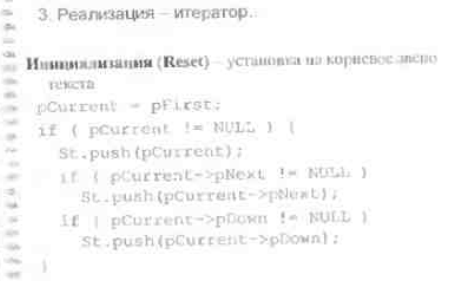 3. Реализация – итератор..
Инициализация (Reset) – установка на корневое звено
текста
pCurrent = pFirst;
if ( pCurrent != NULL ) {
St.push(pCurrent);
if ( pCurrent->pNext != NULL )
St.push(pCurrent->pNext);
if ( pCurrent->pDown != NULL )
St.push(pCurrent->pDown);
}